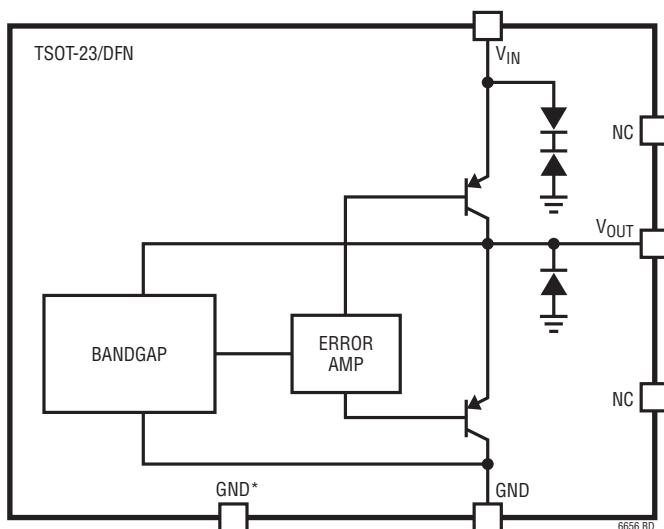 TSOT-23/DFN
VIN
NC
VOUT
BANDGAP
ERROR
AMP
NC
GND*
GND
6656 BD